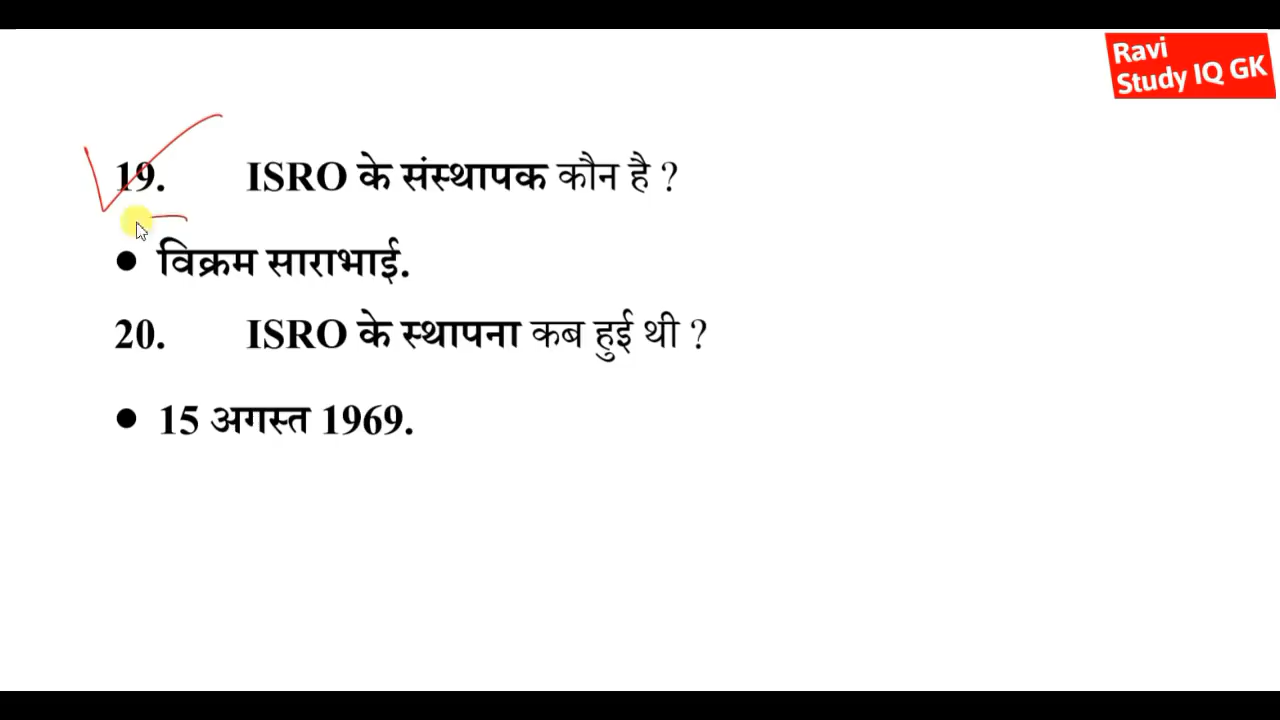 Ravi
Study IQ GK
19. ISRO के संस्थापक कौन है ?
● विक्रम साराभाई.
20. ISRO के स्थापना कब हुई थी ?
● 15 अगस्त 1969.